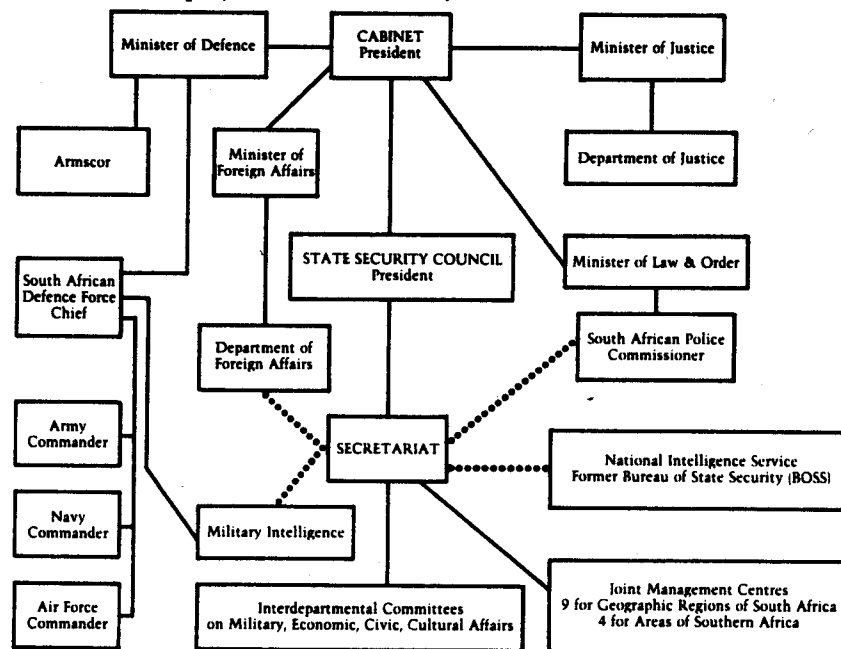 Minister of Defence
CABINET
President
Minister of Justice
Armscor
Minister of
Foreign Affairs
Department of Justice
STATE SECURITY COUNCIL
President
Minister of Law & Order
South African
Defence Force
Chief
Department of
Foreign Affairs
South African Police
Commissioner
Army
Commander
SECRETARIAT
National Intelligence Service
Former Bureau of State Security (BOSS)
Navy
Commander
Military Intelligence
Air Force
Commander
Interdepartmental Committees
on Military, Economic, Civic, Cultural Affairs
Joint Management Centres
9 for Geographic Regions of South Africa
4 for Areas of Southern Africa